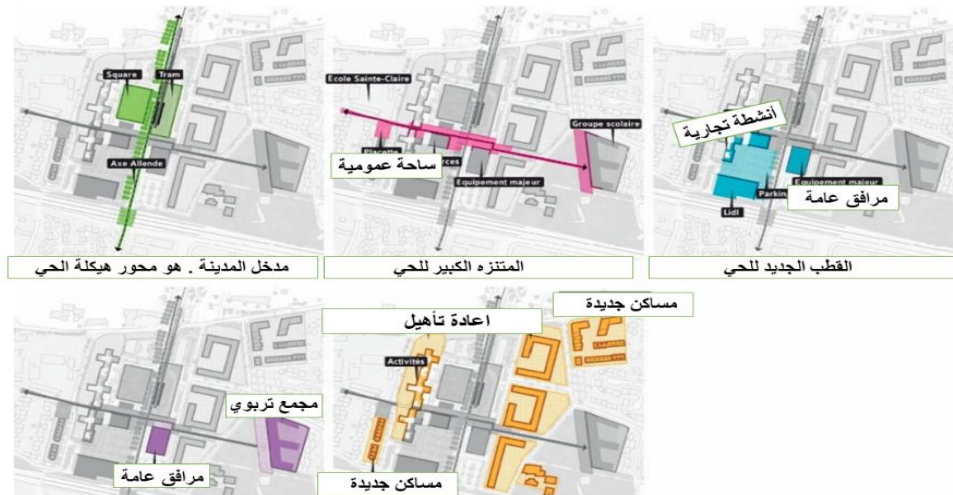 Square
Tram
Axe Allende
مدخل المدينة . هو محور هيكلة الحي
Ecole Sainte-Claire
Groupe scolaire
ساحة عمومية
Equipement majeur
المتنزه الكبير للحي
أنشطة تجارية
Equipement majeur
مرافق عامة
Lidl
القطب الجديد للحي
مجمع تربوي
مرافق عامة
اعادة تأهيل
مساكن جديدة
Activités
مساكن جديدة